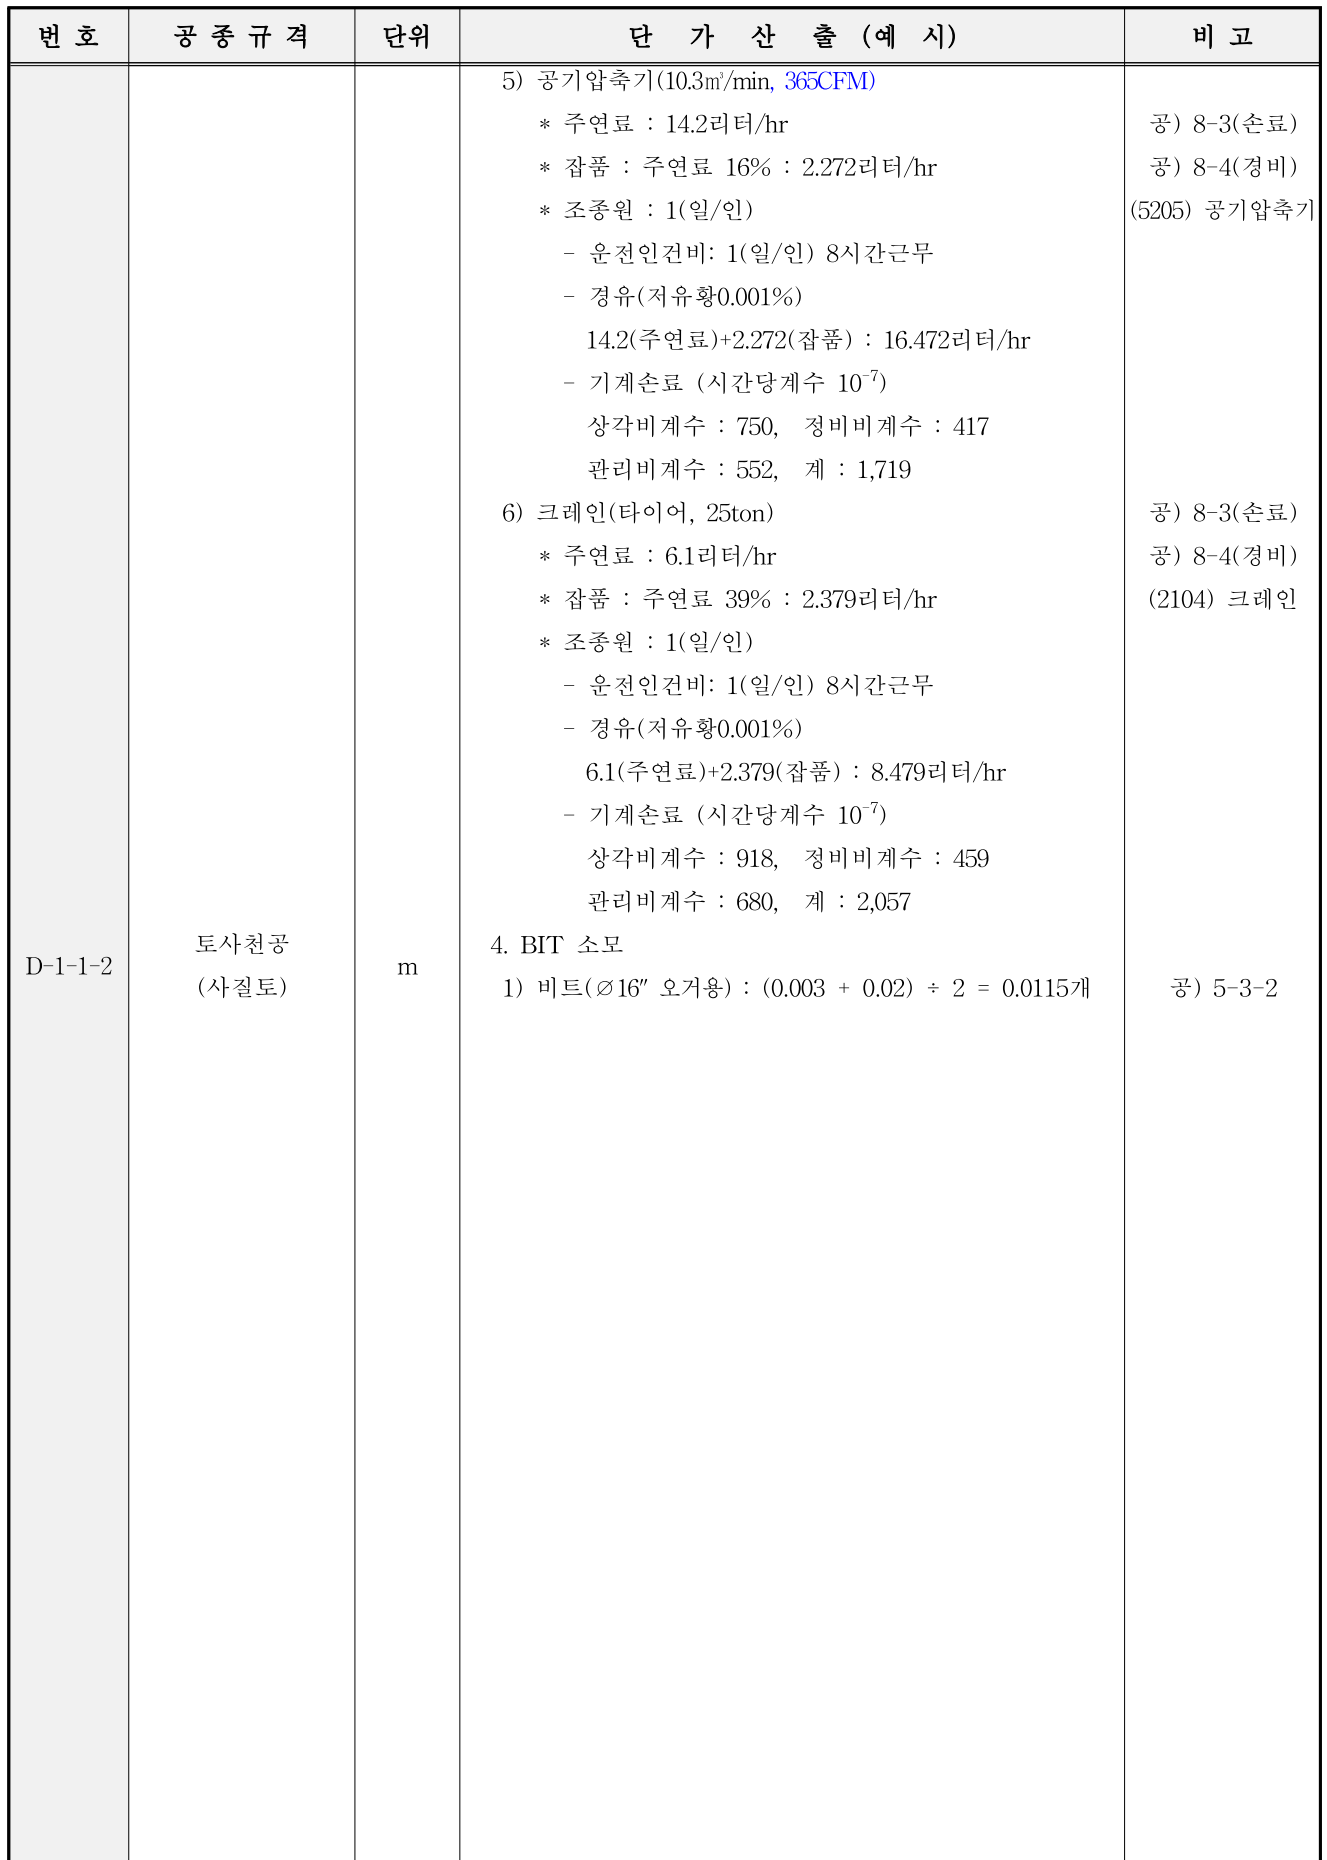 번 호 공 종 규 격 단위 단 가 산 출 (예 시) 비 고
5) 공기압축기(10.3㎥/min, 365CFM)
* 주연료 : 14.2리터/hr 공) 8-3(손료)
* 잡품 : 주연료 16% : 2.272리터/hr 공) 8-4(경비)
* 조종원 : 1(일/인) (5205) 공기압축기
- 운전인건비: 1(일/인) 8시간근무
- 경유(저유황0.001%)
14.2(주연료)+2.272(잡품) : 16.472리터/hr
- 기계손료 (시간당계수 10⁻⁷)
상각비계수 : 750, 정비비계수 : 417
관리비계수 : 552, 계 : 1,719
6) 크레인(타이어, 25ton) 공) 8-3(손료)
* 주연료 : 6.1리터/hr 공) 8-4(경비)
* 잡품 : 주연료 39% : 2.379리터/hr (2104) 크레인
* 조종원 : 1(일/인)
- 운전인건비: 1(일/인) 8시간근무
- 경유(저유황0.001%)
6.1(주연료)+2.379(잡품) : 8.479리터/hr
- 기계손료 (시간당계수 10⁻⁷)
상각비계수 : 918, 정비비계수 : 459
관리비계수 : 680, 계 : 2,057
토사천공 4. BIT 소모
D-1-1-2 m
(사질토) 1) 비트(∅16″ 오거용) : (0.003 + 0.02) ÷ 2 = 0.0115개 공) 5-3-2